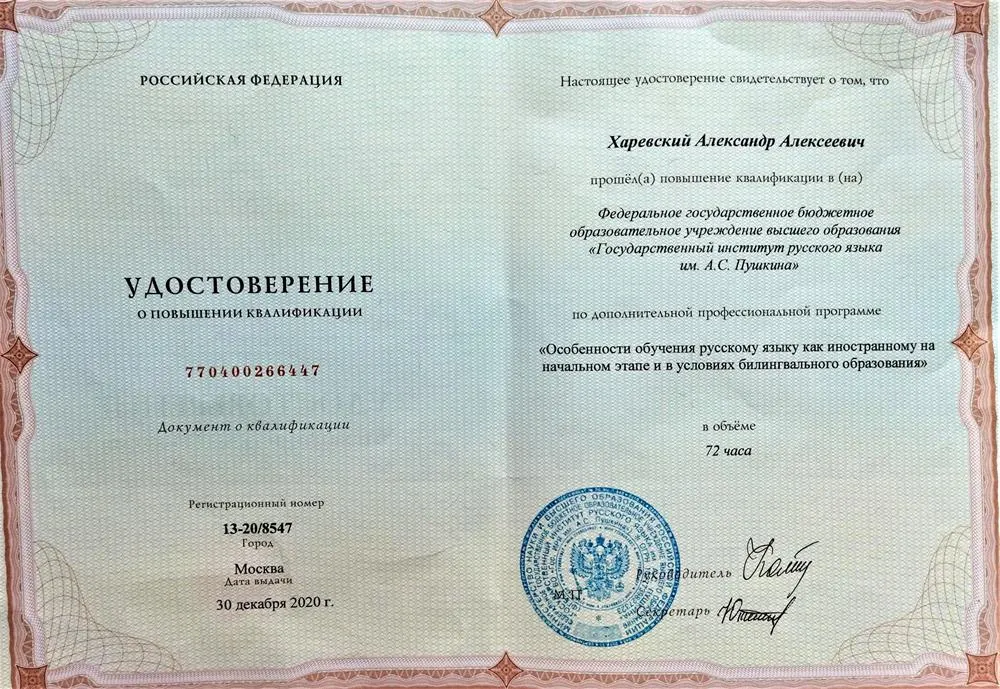 РОССИЙСКАЯ ФЕДЕРАЦИЯ
УДОСТОВЕРЕНИЕ
О ПОВЫШЕНИИ КВАЛИФИКАЦИИ
770400266447
Документ о квалификации
Регистрационный номер
13-20/8547
Город
Москва
Дата выдачи
30 декабря 2020 г.
Настоящее удостоверение свидетельствует о том, что
Харевский Александр Алексеевич
прошёл(а) повышение квалификации в (на)
Федеральное государственное бюджетное
образовательное учреждение высшего образования
«Государственный институт русского языка
им. А.С. Пушкина»
по дополнительной профессиональной программе
«Особенности обучения русскому языку как иностранному на
начальном этапе и в условиях билингвального образования»
в объёме
72 часа
Руководитель
М.П.
Секретарь